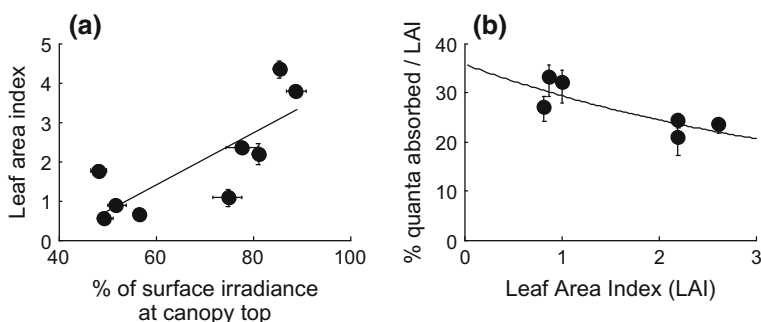 (a)
Leaf area index
5
4
3
2
1
0
40
60
80
100
% of surface irradiance
at canopy top
(b)
% quanta absorbed / LAI
40
30
20
10
0
0
1
2
3
Leaf Area Index (LAI)